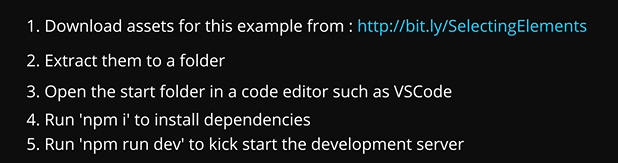 1. Download assets for this example from : http://bit.ly/SelectingElements
2. Extract them to a folder
3. Open the start folder in a code editor such as VSCode
4. Run 'npm i' to install dependencies
5. Run 'npm run dev' to kick start the development server